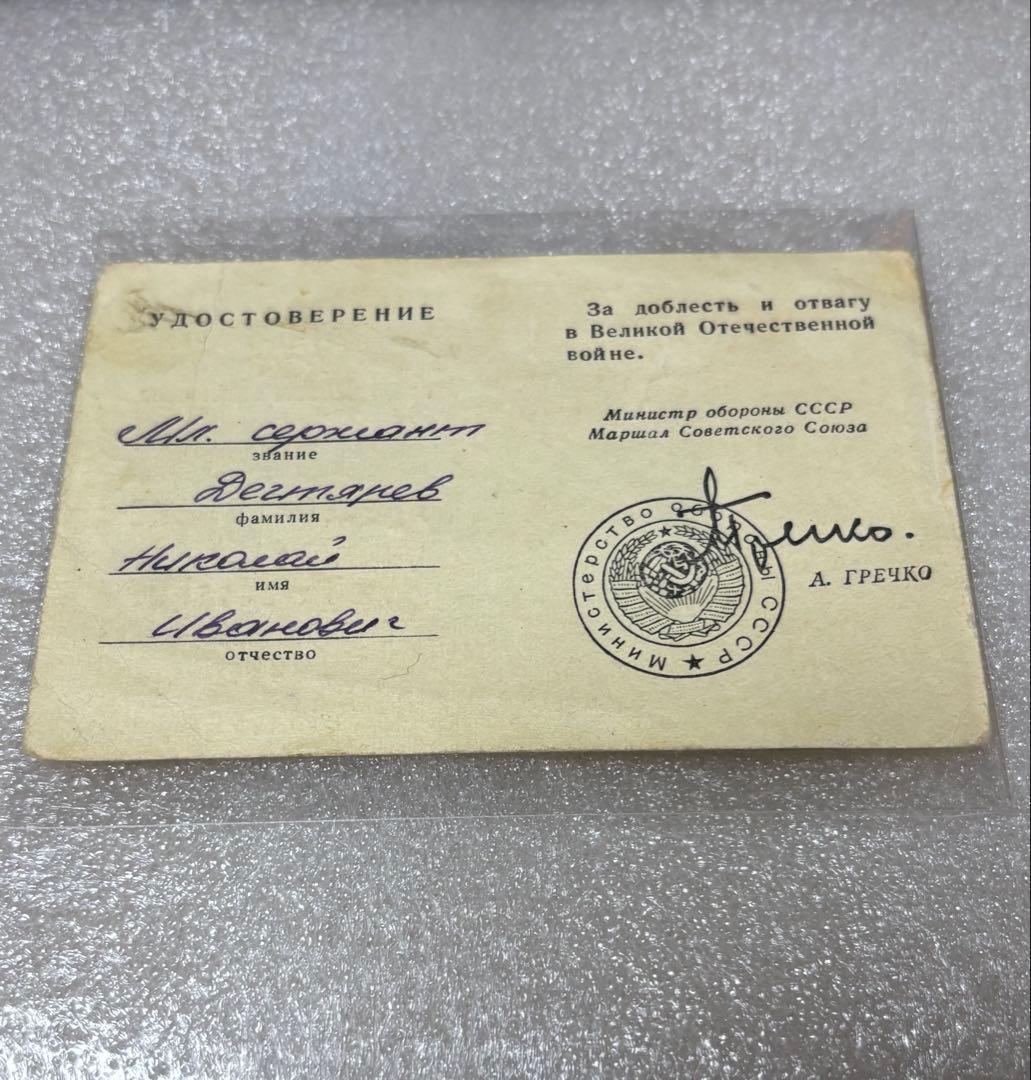 УДОСТОВЕРЕНИЕ
Мл. сержант
звание
Дегтярев
фамилия
Николай
имя
Иванович
отчество
За доблесть и отвагу
в Великой Отечественной
войне.
Министр обороны СССР
Маршал Советского Союза
Министерство Обороны СССР
Гречко.
А. ГРЕЧКО